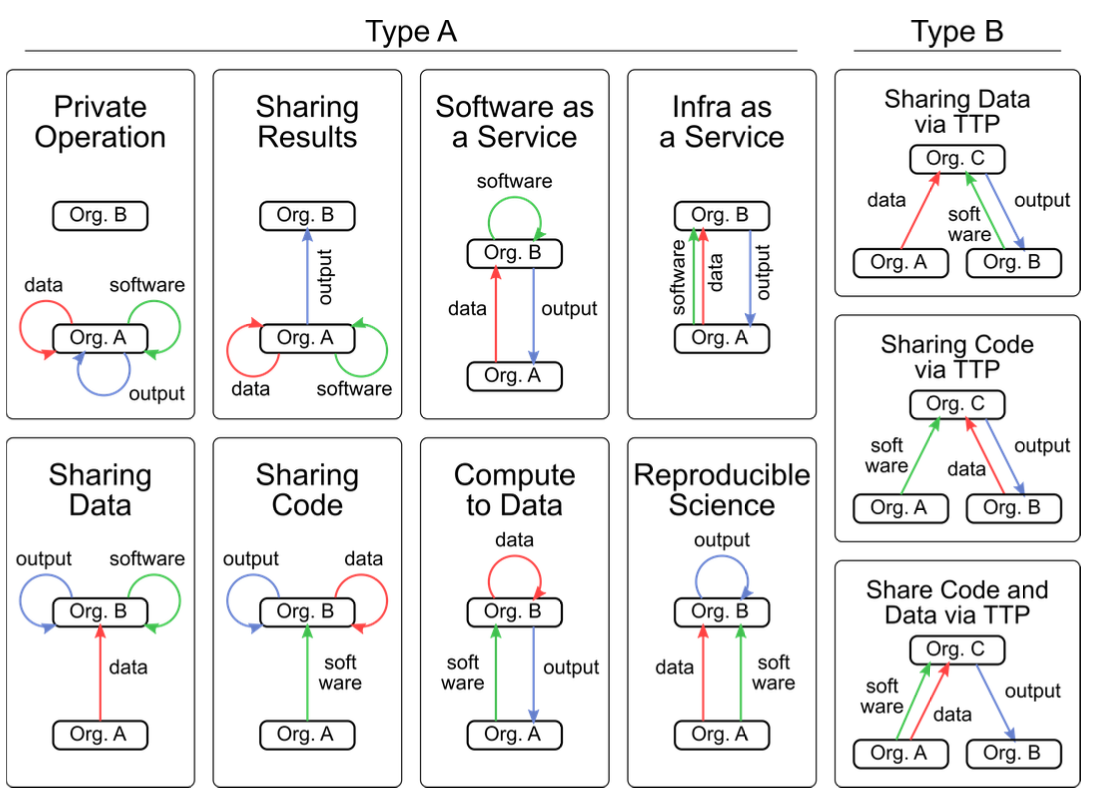 Type A
Type B
Private
Operation
Org. B
data
software
Org. A
output
Sharing
Results
Org. B
output
Org. A
data
software
Software as
a Service
software
Org. B
data
output
Org. A
Infra as
a Service
Org. B
software
data
output
Org. A
Sharing Data
via TTP
Org. C
data
soft
ware
output
Org. A
Org. B
Sharing Code
via TTP
Org. C
soft
ware
data
output
Org. A
Org. B
Sharing
Data
output
software
Org. B
data
Org. A
Sharing
Code
output
data
Org. B
soft
ware
Org. A
Compute
to Data
data
Org. B
soft
ware
output
Org. A
Reproducible
Science
output
Org. B
data
soft
ware
Org. A
Share Code and
Data via TTP
Org. C
soft
ware
data
output
Org. A
Org. B